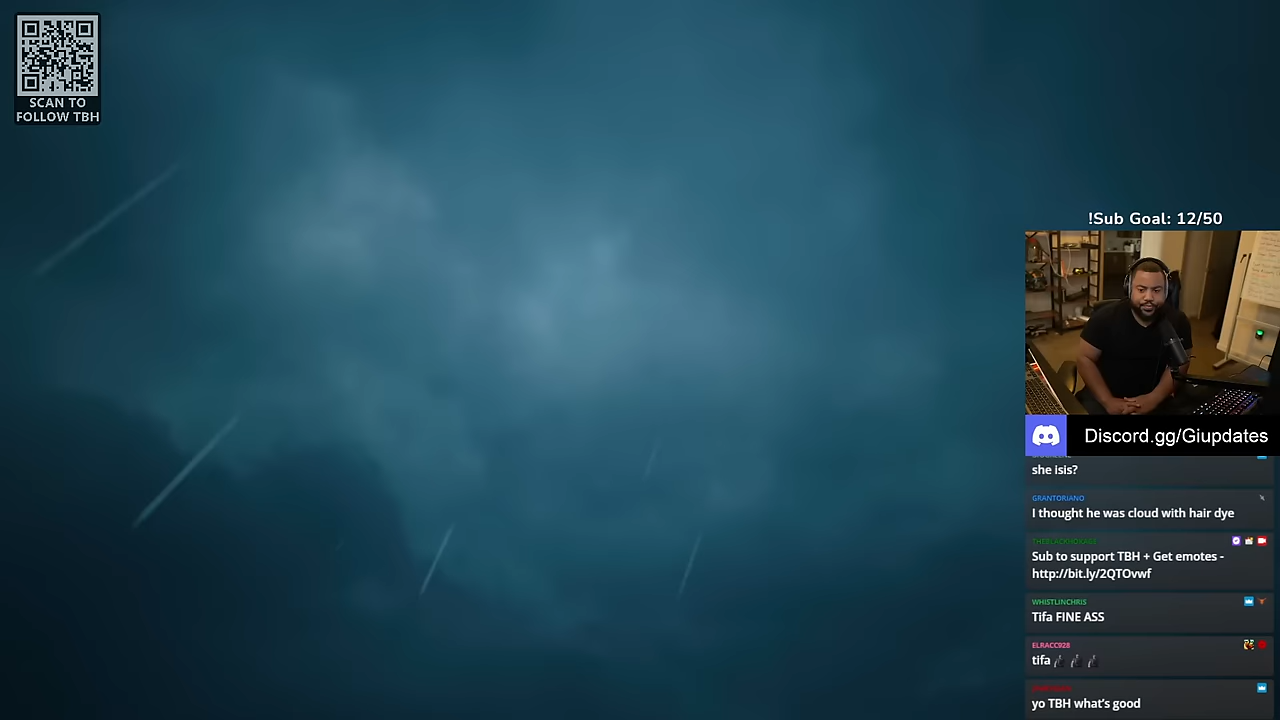 SCAN TO
FOLLOW TBH
!Sub Goal: 12/50
Discord.gg/Giupdates
she isis?
GRANTORIANO
I thought he was cloud with hair dye
THEBLACKHOKAGE
Sub to support TBH + Get emotes -
http://bit.ly/2QTOvwf
WHISTLINCHRIS
Tifa FINE ASS
ELRACC928
tifa
yo TBH what's good